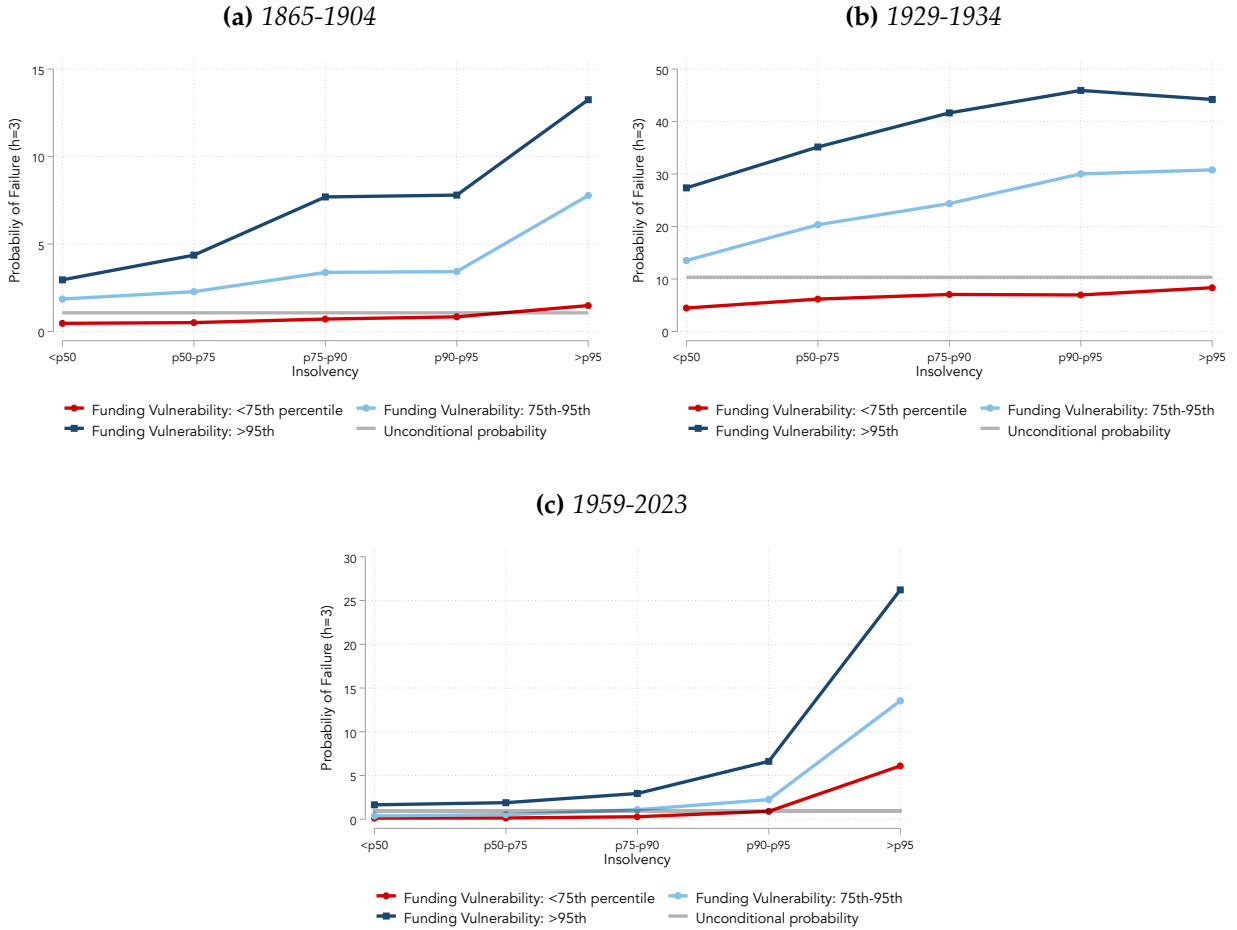 (a) 1865-1904
15
10
5
0
Probabiliy of Failure (h=3)
<p50
p50-p75
p75-p90
p90-p95
>p95
Insolvency
Funding Vulnerability: <75th percentile
Funding Vulnerability: 75th-95th
Funding Vulnerability: >95th
Unconditional probability
(b) 1929-1934
50
40
30
20
10
0
Probabiliy of Failure (h=3)
<p50
p50-p75
p75-p90
p90-p95
>p95
Insolvency
Funding Vulnerability: <75th percentile
Funding Vulnerability: 75th-95th
Funding Vulnerability: >95th
Unconditional probability
(c) 1959-2023
30
25
20
15
10
5
0
Probabiliy of Failure (h=3)
<p50
p50-p75
p75-p90
p90-p95
>p95
Insolvency
Funding Vulnerability: <75th percentile
Funding Vulnerability: 75th-95th
Funding Vulnerability: >95th
Unconditional probability